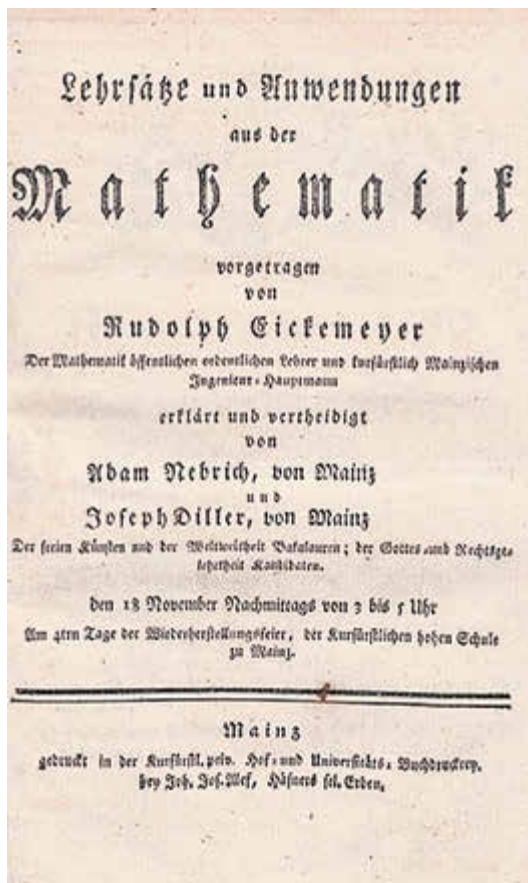 Lehrsätze und Anwendungen
aus der
Mathematik
vorgetragen
von
Rudolph Eickemeyer
Der Mathematik öffentlichen ordentlichen Lehrer und kurfürstlich Mainzischen
Ingenieur-Hauptmann
erklärt und vertheidigt
von
Adam Nebrich, von Mainz
und
Joseph Diller, von Mainz
Der freien Künsten und der Weltweisheit Bakalauren; der Gottes- und Rechtsge-
lehrtheit Kandidaten.
den 18 November Nachmittags von 3 bis 5 Uhr
Am 4ten Tage der Wiederherstellungsfeier, der Kurfürstlichen hohen Schule
zu Mainz.
Mainz
gedruckt in der Kurfürstl. priv. Hof- und Universitäts-Buchdruckerey,
bey Joh. Jos. Alef, Häfners sel. Erben.